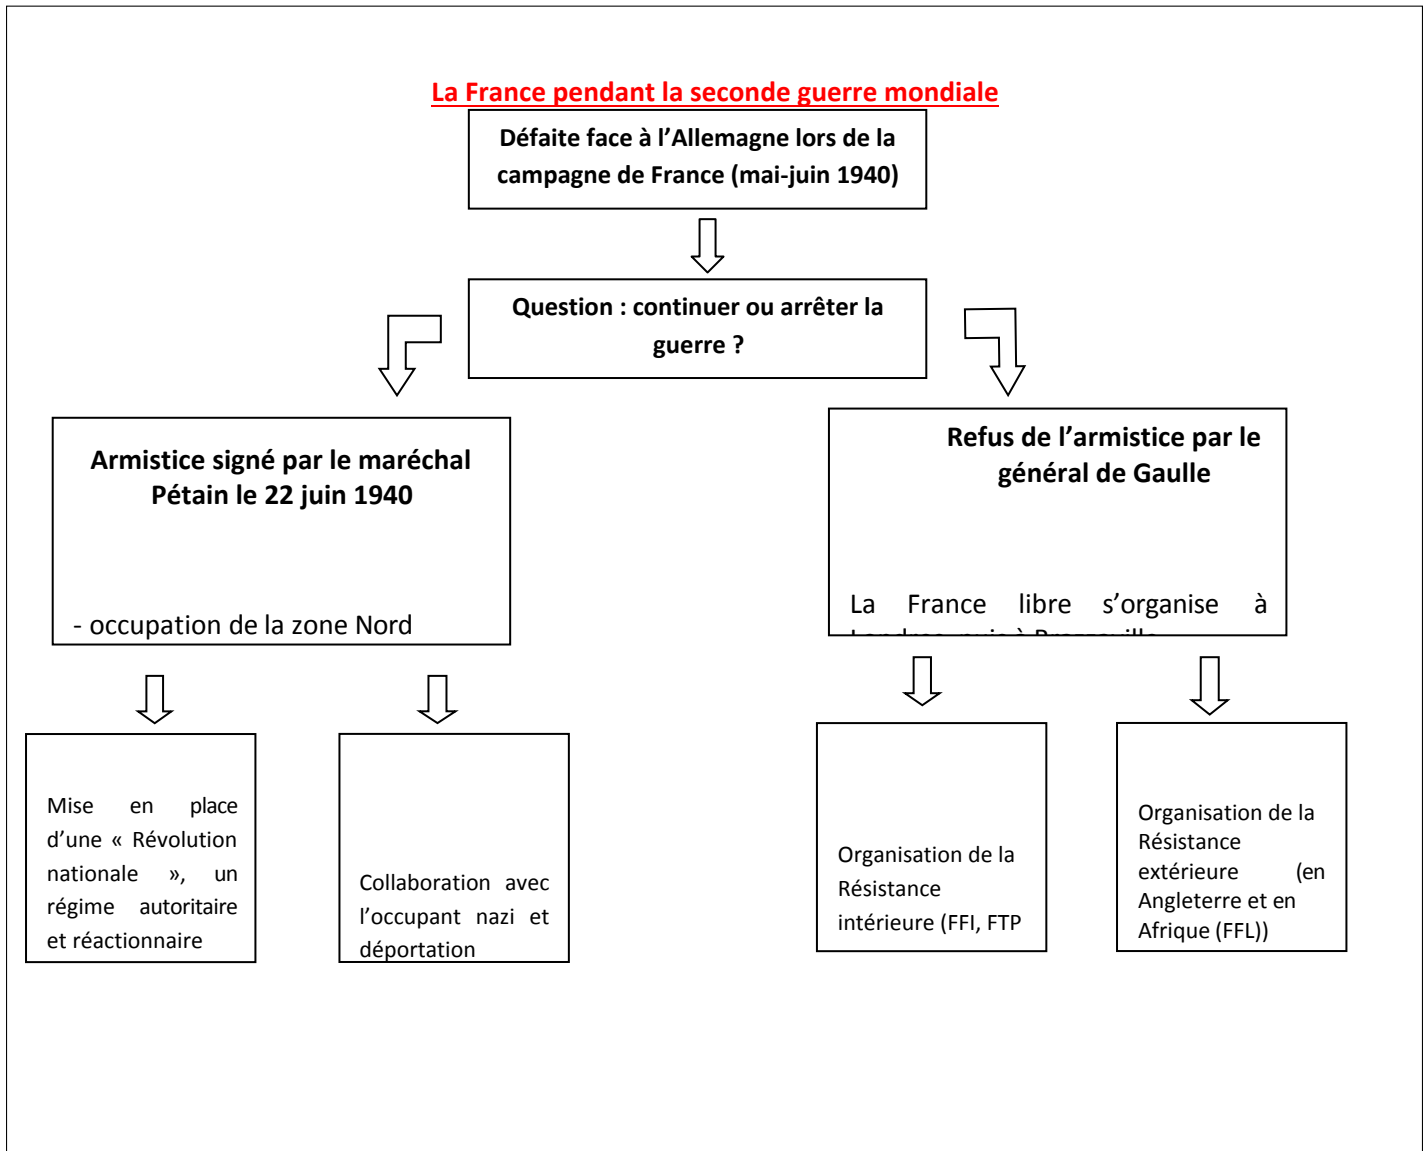 La France pendant la seconde guerre mondiale
Défaite face à l’Allemagne lors de la
campagne de France (mai-juin 1940)
Question : continuer ou arrêter la
guerre ?
Armistice signé par le maréchal
Pétain le 22 juin 1940
- occupation de la zone Nord
Refus de l’armistice par le
général de Gaulle
La France libre s’organise à
Mise en place
d’une « Révolution
nationale », un
régime autoritaire
et réactionnaire
Collaboration avec
l’occupant nazi et
déportation
Organisation de la
Résistance
intérieure (FFI, FTP
Organisation de la
Résistance
extérieure (en
Angleterre et en
Afrique (FFL))